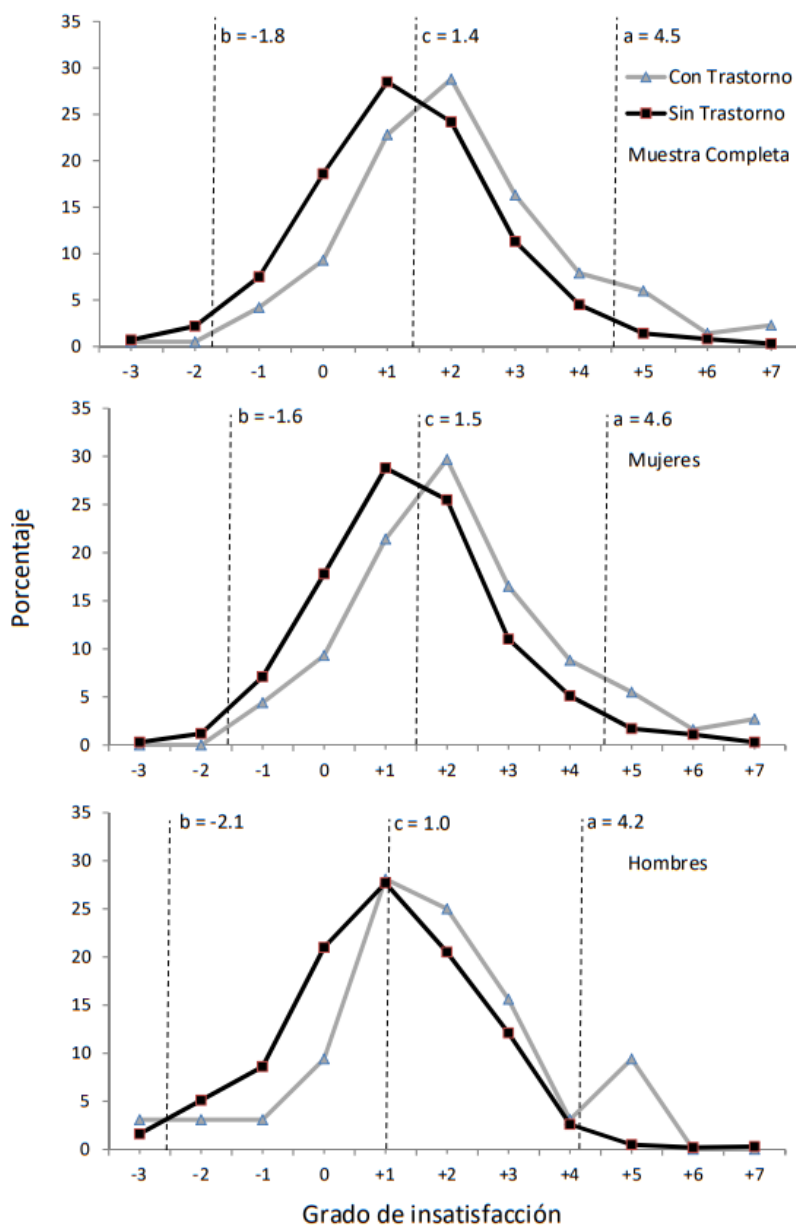 35
30
25
20
15
10
5
0
b = -1.8
c = 1.4
a = 4.5
Con Trastorno
Sin Trastorno
Muestra Completa
-3 -2 -1 0 +1 +2 +3 +4 +5 +6 +7
Porcentaje
35
30
25
20
15
10
5
0
b = -1.6
c = 1.5
a = 4.6
Mujeres
-3 -2 -1 0 +1 +2 +3 +4 +5 +6 +7
35
30
25
20
15
10
5
0
b = -2.1
c = 1.0
a = 4.2
Hombres
-3 -2 -1 0 +1 +2 +3 +4 +5 +6 +7
Grado de insatisfacción